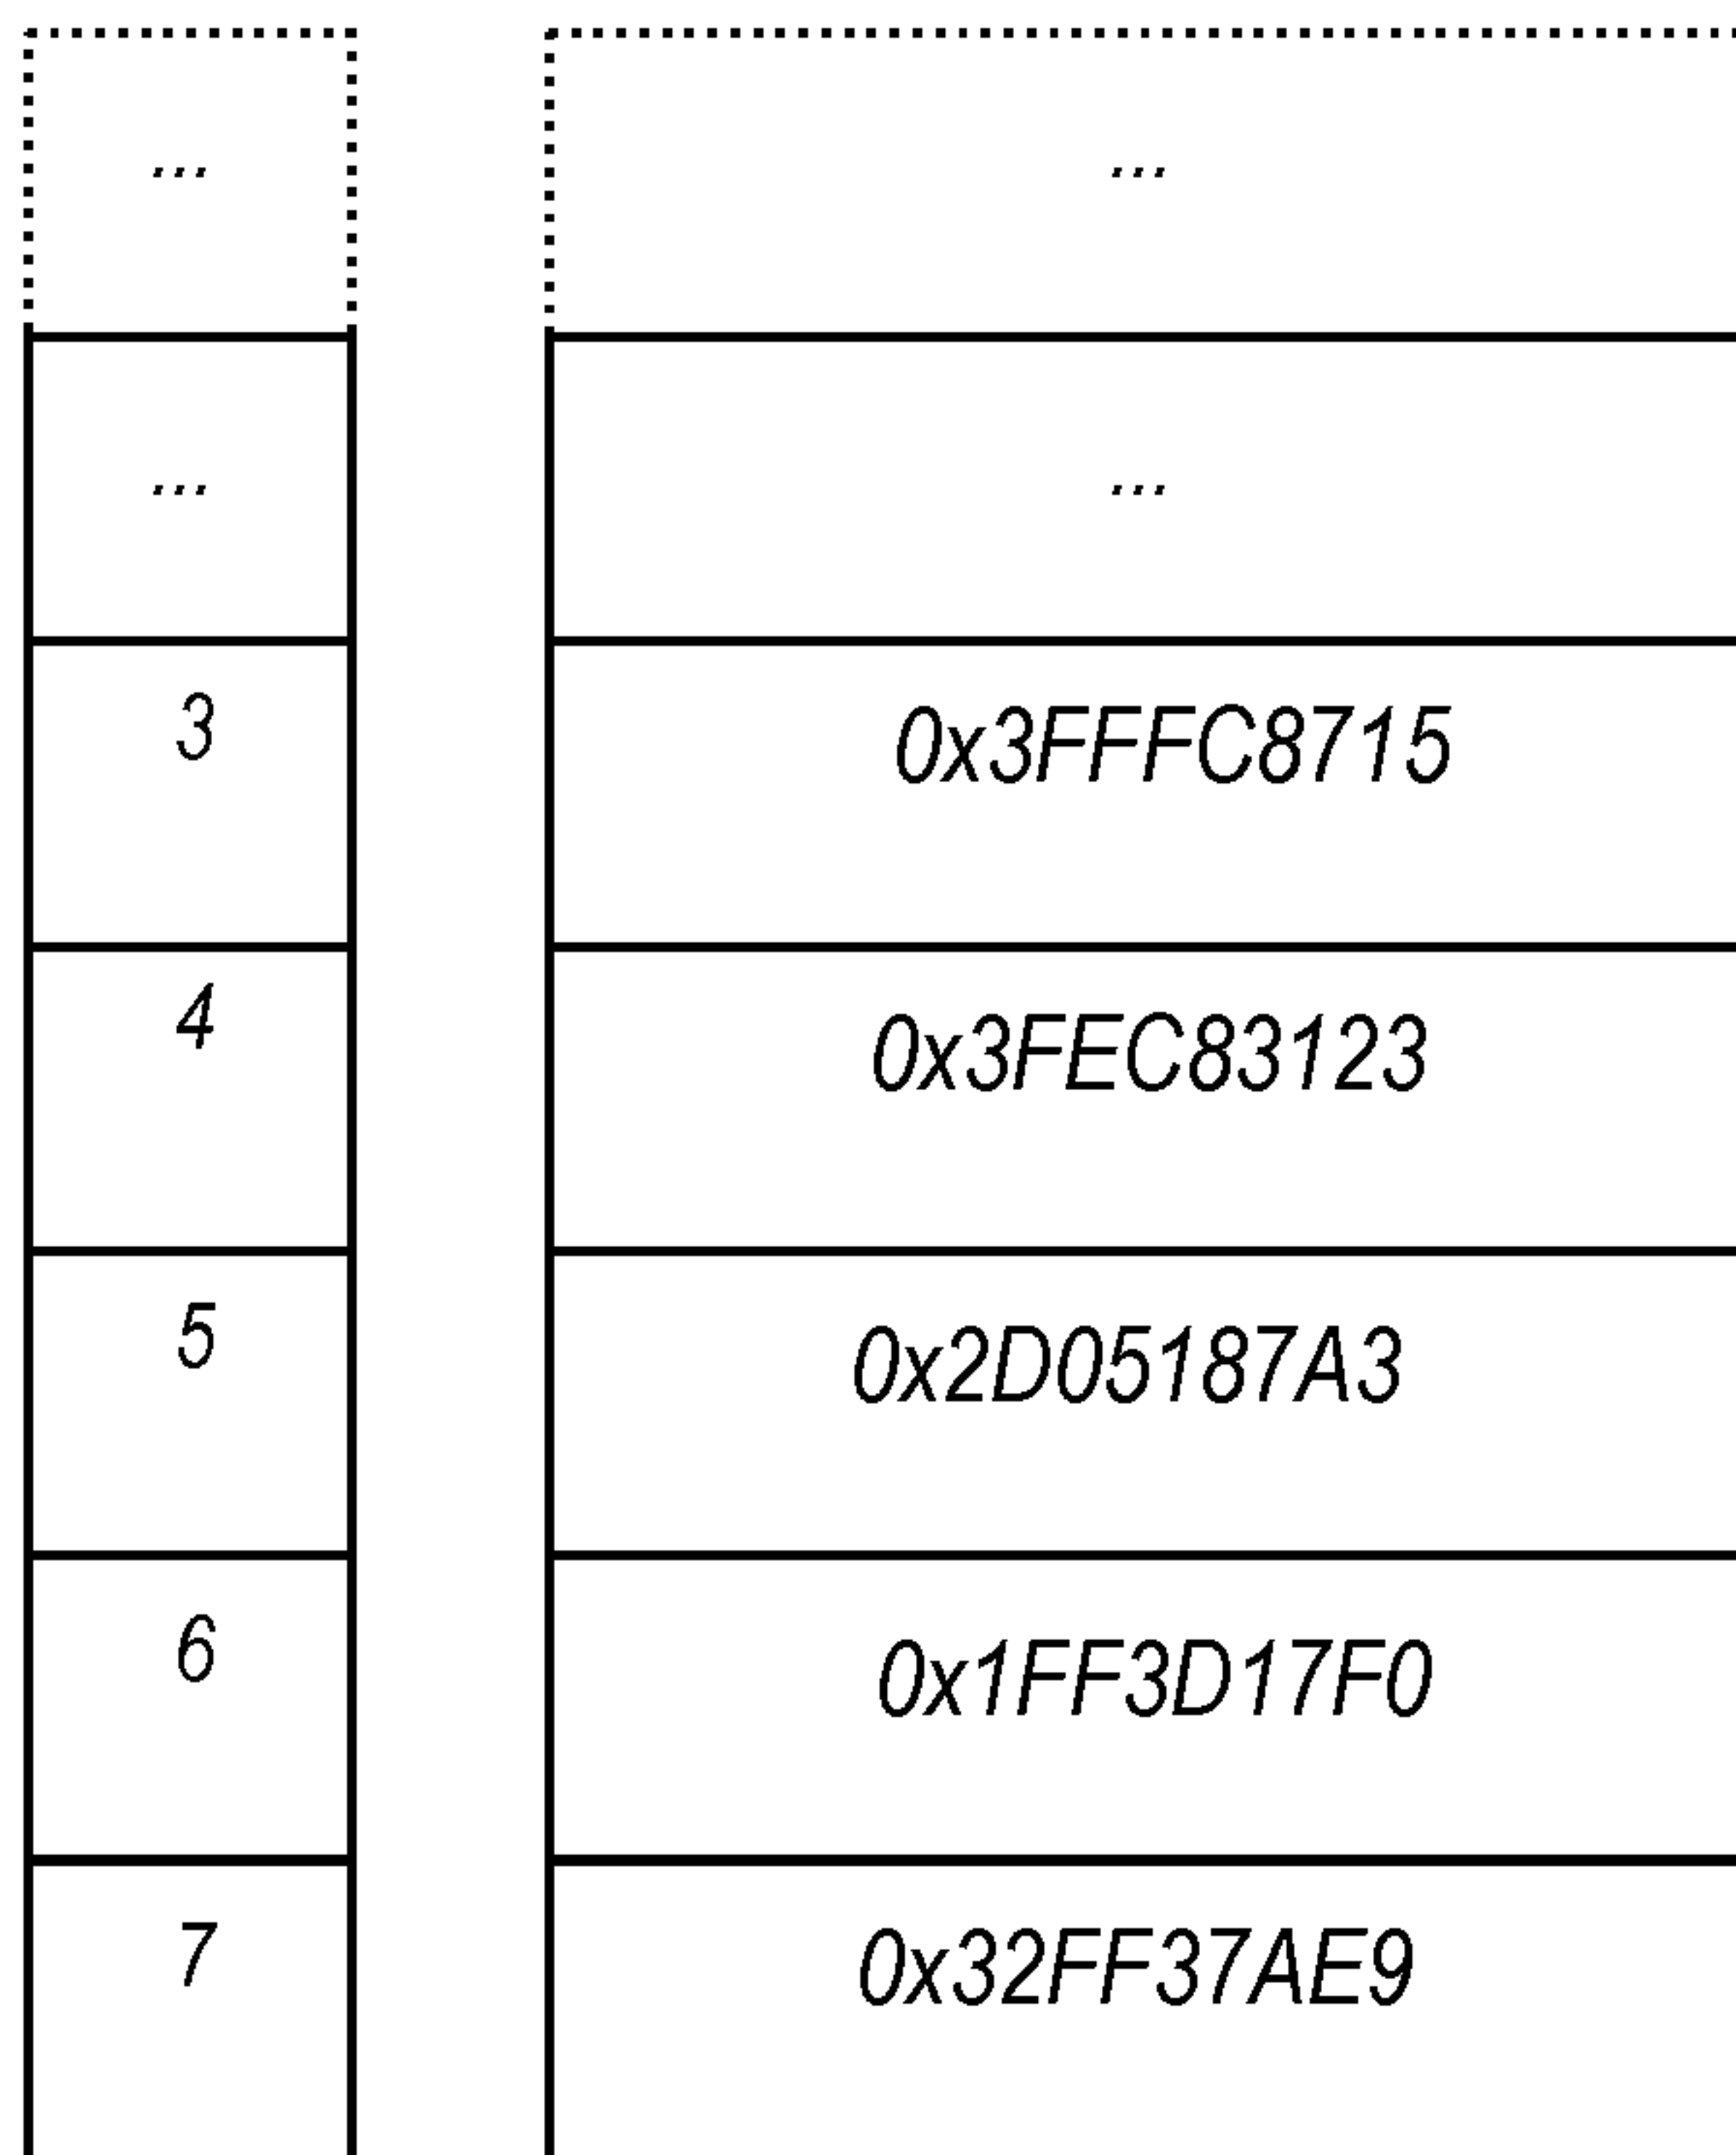 ... ...
... ...
3 0x3FFFC8715
4 0x3FEC83123
5 0x2D05187A3
6 0x1FF3D17F0
7 0x32FF37AE9